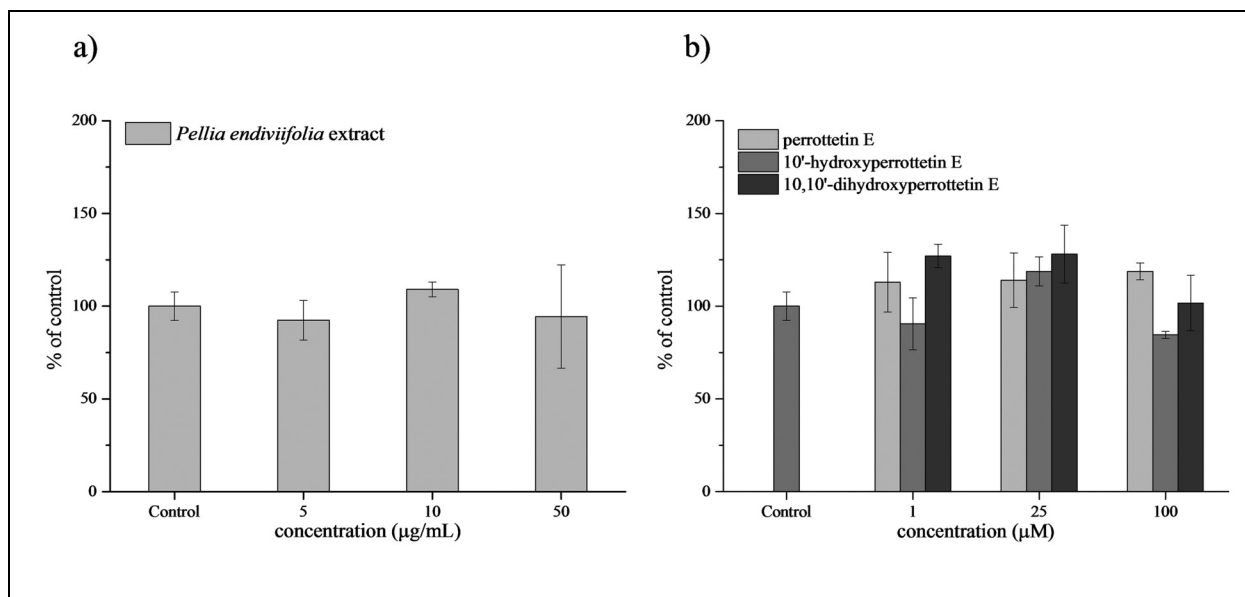 a)
200
150
100
50
0
% of control
Pellia endiviifolia extract
Control 5 10 50
concentration (μg/mL)
b)
200
150
100
50
0
% of control
perrottetin E
10'-hydroxyperrottetin E
10,10'-dihydroxyperrottetin E
Control 1 25 100
concentration (μM)